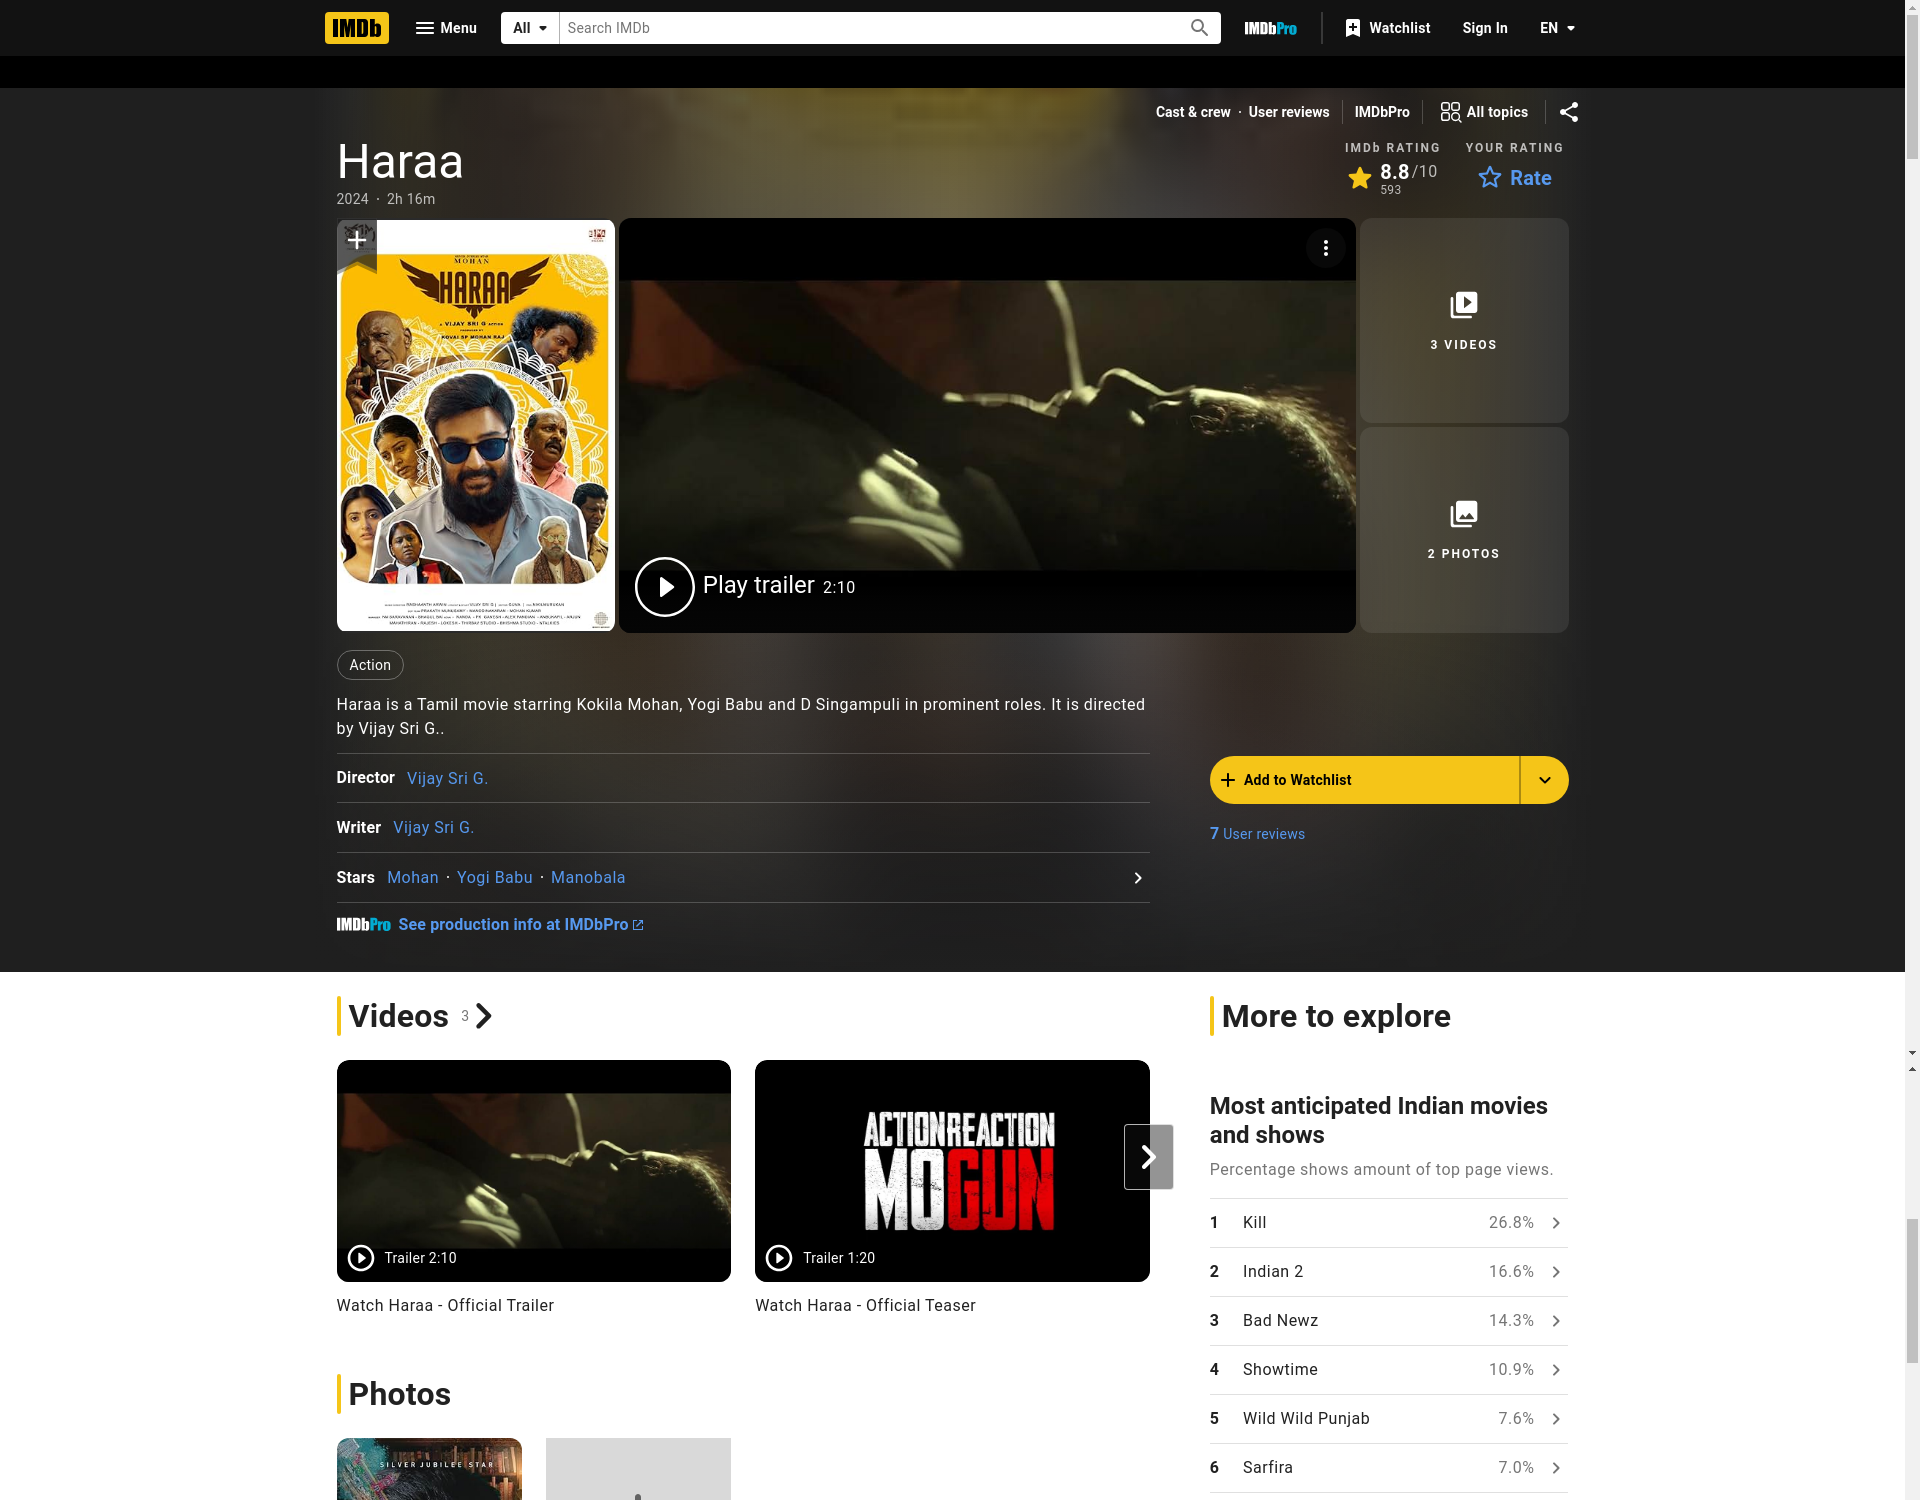 IMDb
Menu
All
Search IMDb
IMDbPro
Watchlist
Sign In
EN
Cast & crew · User reviews
IMDbPro
All topics
Haraa
2024 · 2h 16m
IMDb RATING
8.8/10
593
YOUR RATING
Rate
MOHAN
HARAA
A VIJAY SRI G ACTION
KOVAI SP MOHAN RAJ
Play trailer 2:10
3 VIDEOS
2 PHOTOS
Action
Haraa is a Tamil movie starring Kokila Mohan, Yogi Babu and D Singampuli in prominent roles. It is directed
by Vijay Sri G..
Director Vijay Sri G.
Writer Vijay Sri G.
Stars Mohan · Yogi Babu · Manobala
IMDbPro See production info at IMDbPro
Add to Watchlist
7 User reviews
Videos 3
ACTION REACTION
MOGUN
Trailer 2:10
Trailer 1:20
Watch Haraa - Official Trailer
Watch Haraa - Official Teaser
Photos
SILVER JUBILEE STAR
More to explore
Most anticipated Indian movies
and shows
Percentage shows amount of top page views.
1 Kill 26.8%
2 Indian 2 16.6%
3 Bad Newz 14.3%
4 Showtime 10.9%
5 Wild Wild Punjab 7.6%
6 Sarfira 7.0%